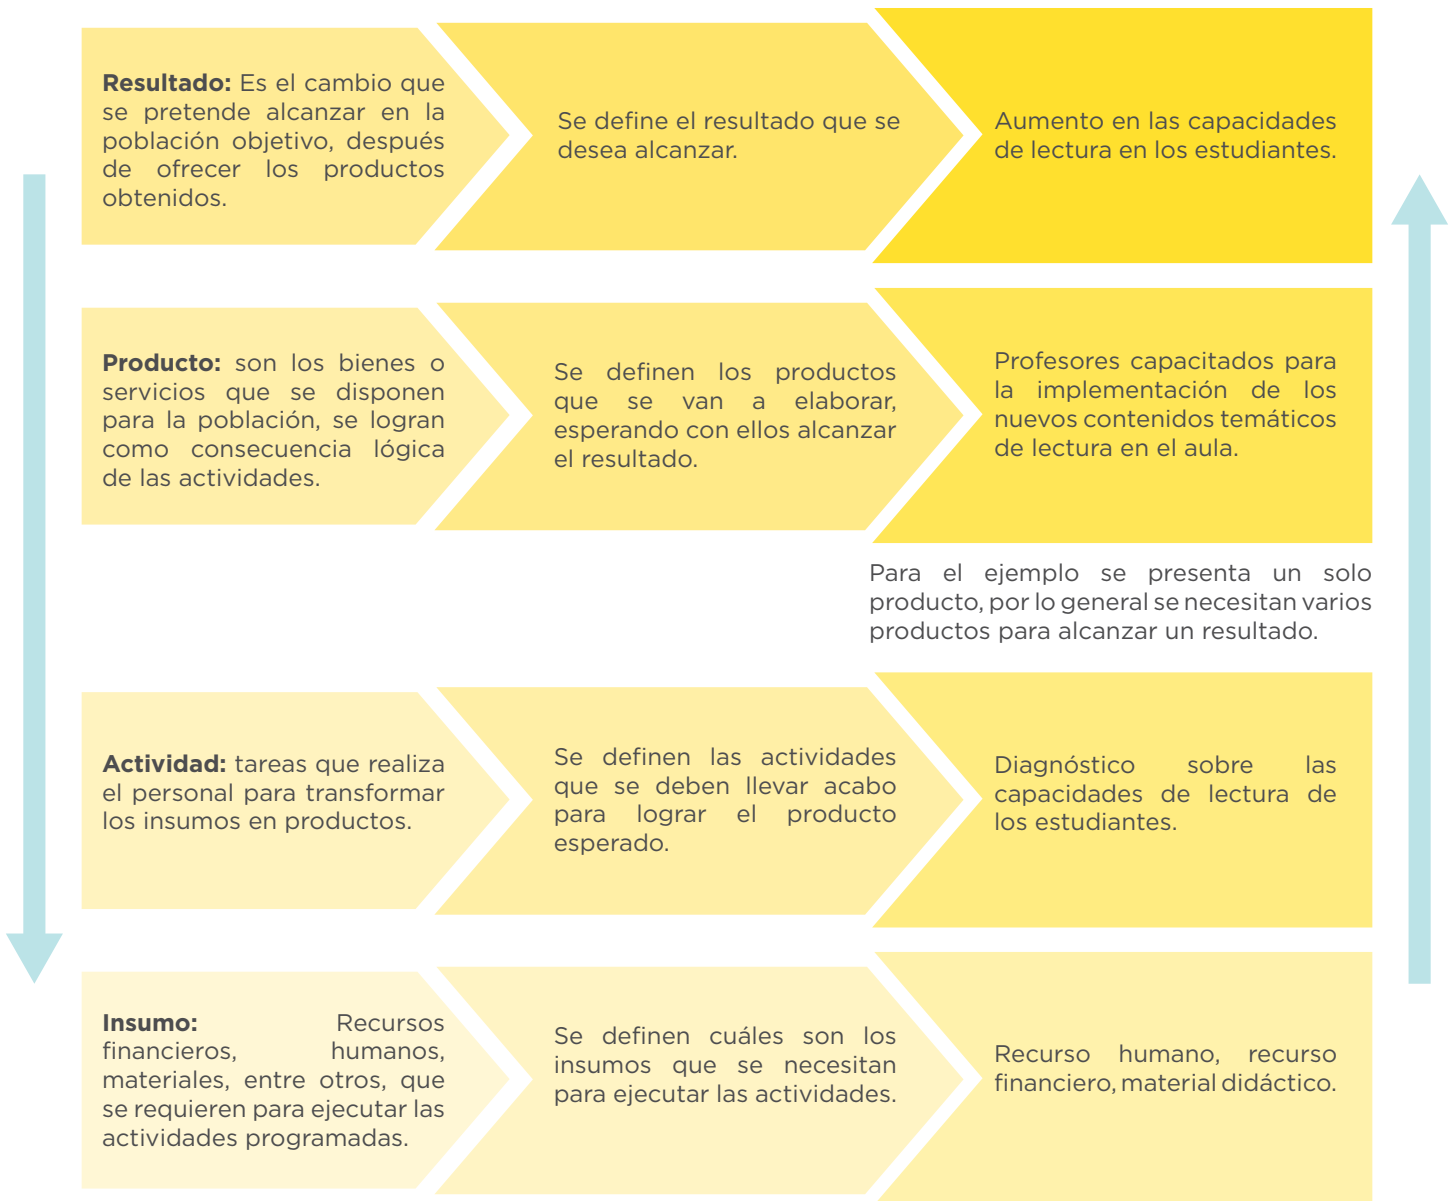 Resultado: Es el cambio que
se pretende alcanzar en la
población objetivo, después
de ofrecer los productos
obtenidos.
Se define el resultado que se
desea alcanzar.
Aumento en las capacidades
de lectura en los estudiantes.
Producto: son los bienes o
servicios que se disponen
para la población, se logran
como consecuencia lógica
de las actividades.
Se definen los productos
que se van a elaborar,
esperando con ellos alcanzar
el resultado.
Profesores capacitados para
la implementación de los
nuevos contenidos temáticos
de lectura en el aula.
Para el ejemplo se presenta un solo
producto, por lo general se necesitan varios
productos para alcanzar un resultado.
Actividad: tareas que realiza
el personal para transformar
los insumos en productos.
Se definen las actividades
que se deben llevar acabo
para lograr el producto
esperado.
Diagnóstico sobre las
capacidades de lectura de
los estudiantes.
Insumo: Recursos
financieros, humanos,
materiales, entre otros, que
se requieren para ejecutar las
actividades programadas.
Se definen cuáles son los
insumos que se necesitan
para ejecutar las actividades.
Recurso humano, recurso
financiero, material didáctico.